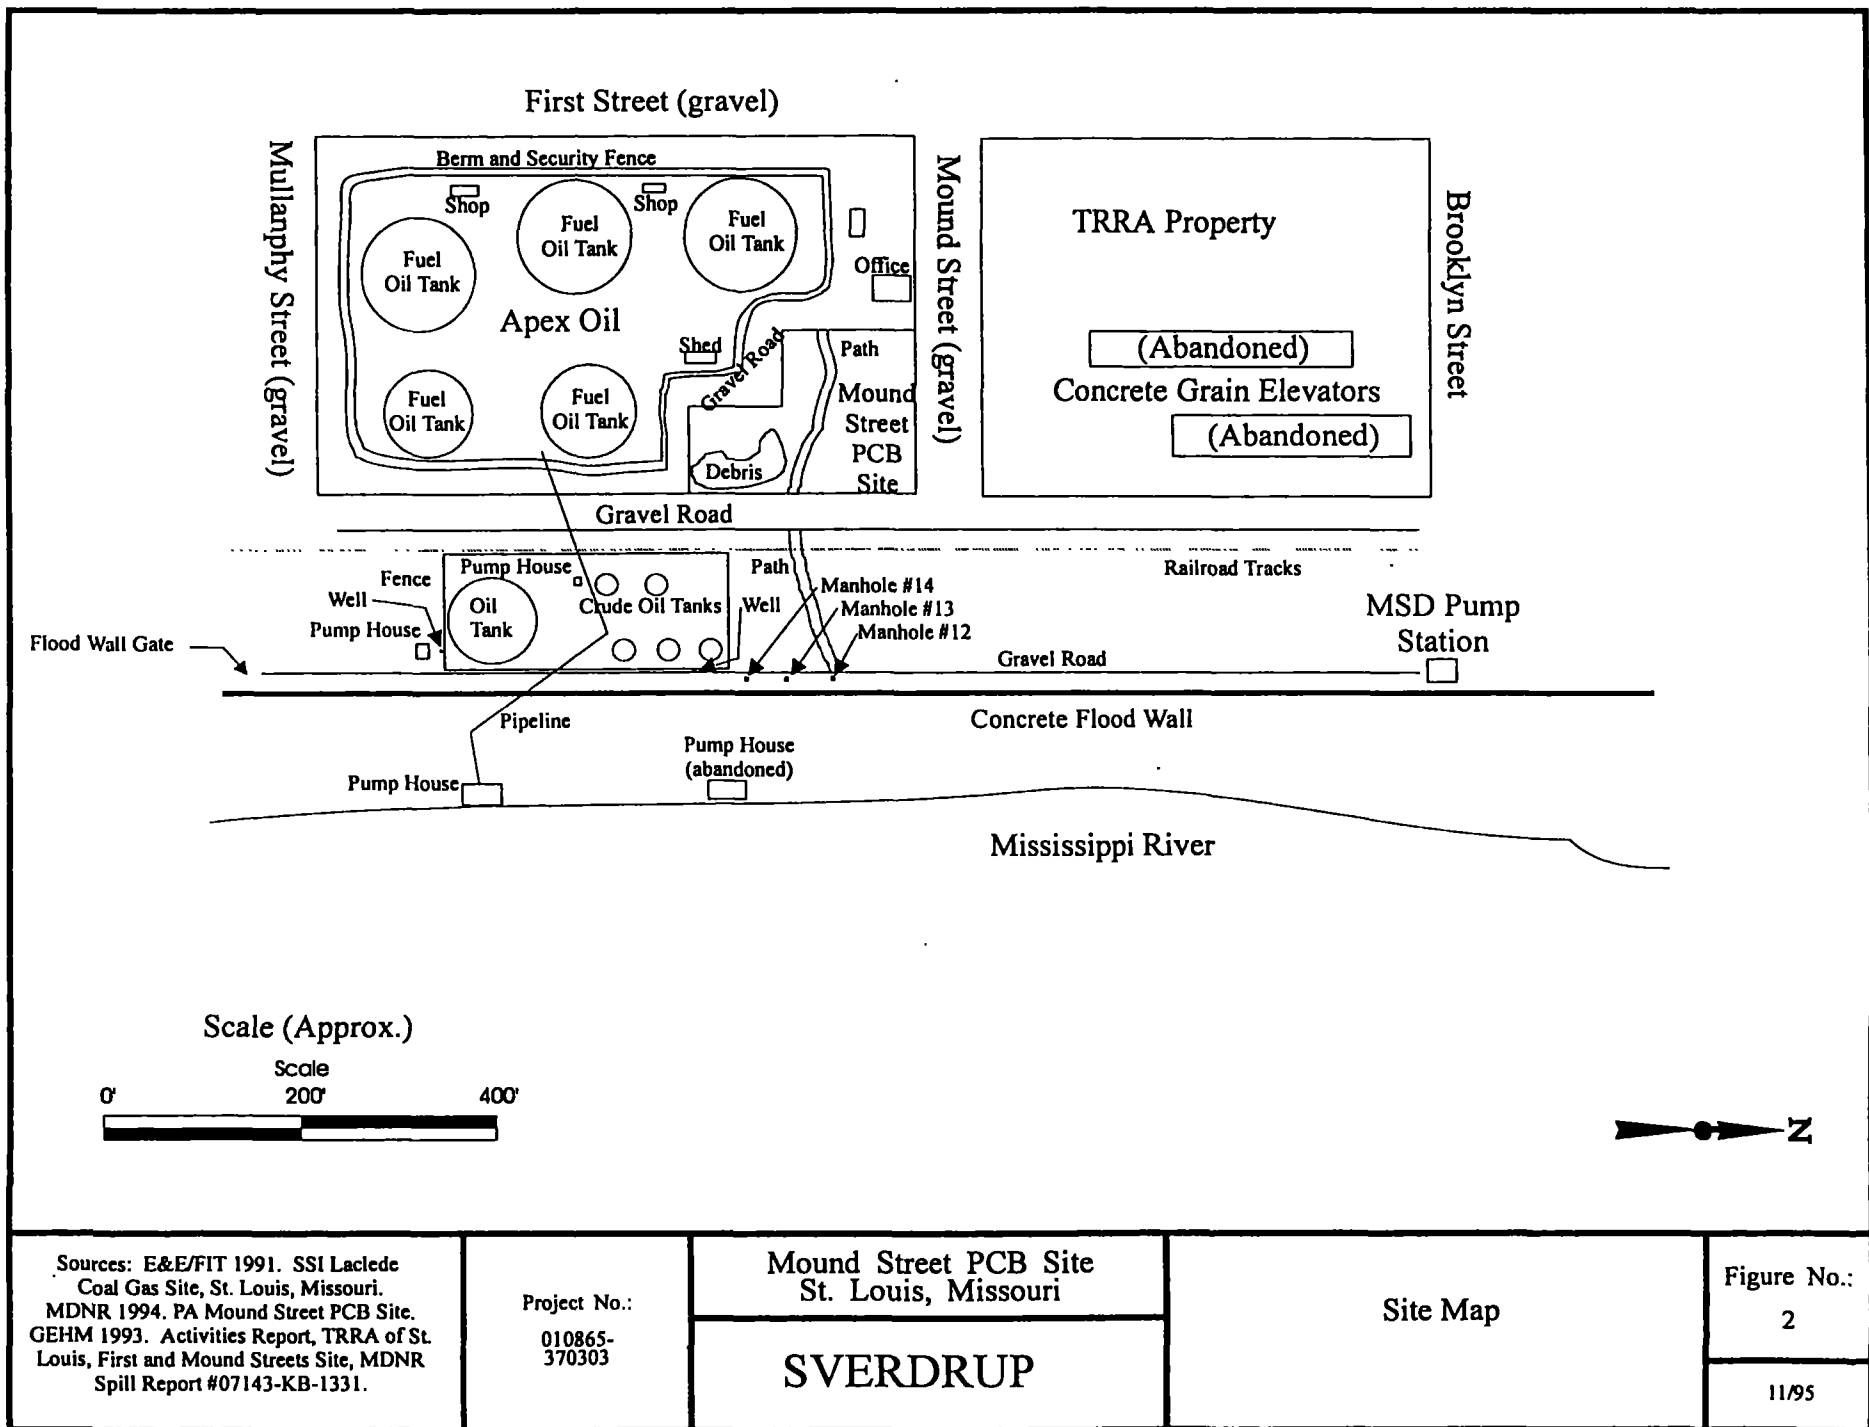 First Street (gravel)
Mullanphy Street (gravel)
Berm and Security Fence
Shop
Shop
Fuel
Oil Tank
Fuel
Oil Tank
Fuel
Oil Tank
Office
Apex Oil
Shed
Gravel Road
Path
Fuel
Oil Tank
Fuel
Oil Tank
Debris
Mound
Street
PCB
Site
Mound Street (gravel)
TRRA Property
(Abandoned)
Concrete Grain Elevators
(Abandoned)
Brooklyn Street
Gravel Road
Railroad Tracks
Fence
Well
Pump House
Flood Wall Gate
Pump House
Oil
Tank
Crude Oil Tanks
Well
Path
Manhole #14
Manhole #13
Manhole #12
Gravel Road
MSD Pump
Station
Pipeline
Concrete Flood Wall
Pump House
(abandoned)
Pump House
Mississippi River
Scale (Approx.)
Scale
0' 200' 400'
N
Sources: E&E/FIT 1991. SSI Laclede
Coal Gas Site, St. Louis, Missouri.
MDNR 1994. PA Mound Street PCB Site.
GEHM 1993. Activities Report, TRRA of St.
Louis, First and Mound Streets Site, MDNR
Spill Report #07143-KB-1331.
Project No.:
010865-
370303
Mound Street PCB Site
St. Louis, Missouri
SVERDRUP
Site Map
Figure No.:
2
11/95